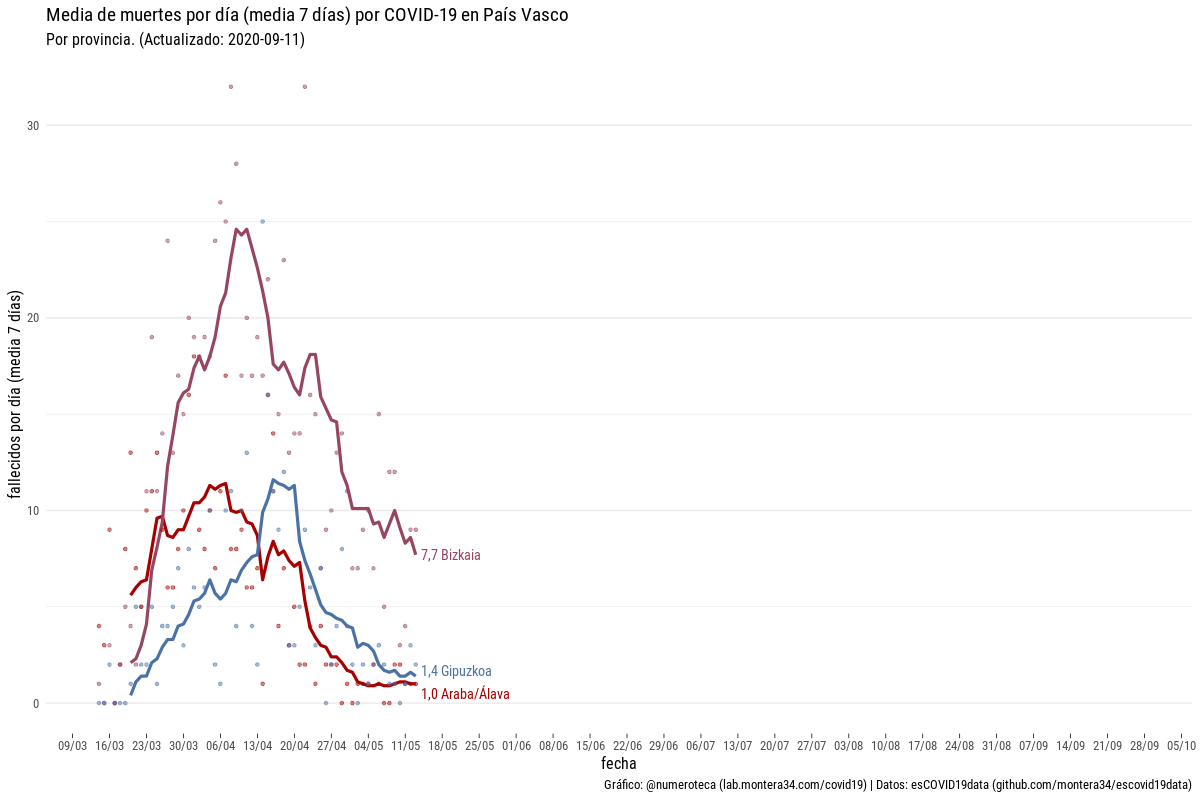 Media de muertes por día (media 7 días) por COVID-19 en País Vasco
Por provincia. (Actualizado: 2020-09-11)
fallecidos por día (media 7 días)
30
20
10
0
7,7 Bizkaia
1,4 Gipuzkoa
1,0 Araba/Álava
09/03 16/03 23/03 30/03 06/04 13/04 20/04 27/04 04/05 11/05 18/05 25/05 01/06 08/06 15/06 22/06 29/06 06/07 13/07 20/07 27/07 03/08 10/08 17/08 24/08 31/08 07/09 14/09 21/09 28/09 05/10
fecha
Gráfico: @numeroteca (lab.montera34.com/covid19) | Datos: esCOVID19data (github.com/montera34/escovid19data)